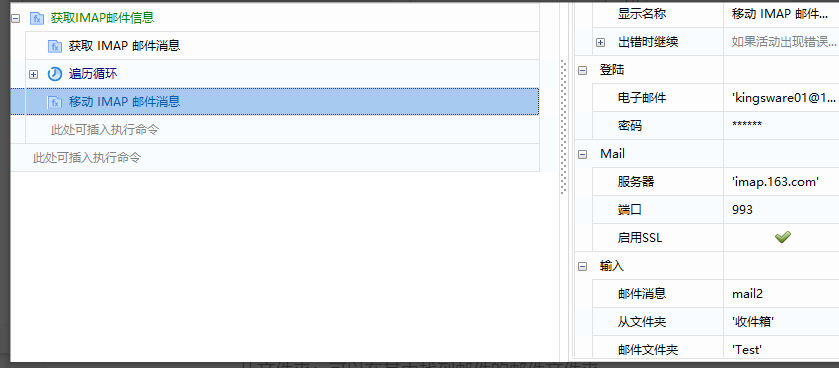 获取IMAP邮件信息
获取 IMAP 邮件消息
遍历循环
移动 IMAP 邮件消息
此处可插入执行命令
此处可插入执行命令
显示名称 移动 IMAP 邮件...
出错时继续 如果活动出现错误...
登陆
电子邮件 'kingsware01@1...
密码 ******
Mail
服务器 'imap.163.com'
端口 993
启用SSL
输入
邮件消息 mail2
从文件夹 '收件箱'
邮件文件夹 'Test'